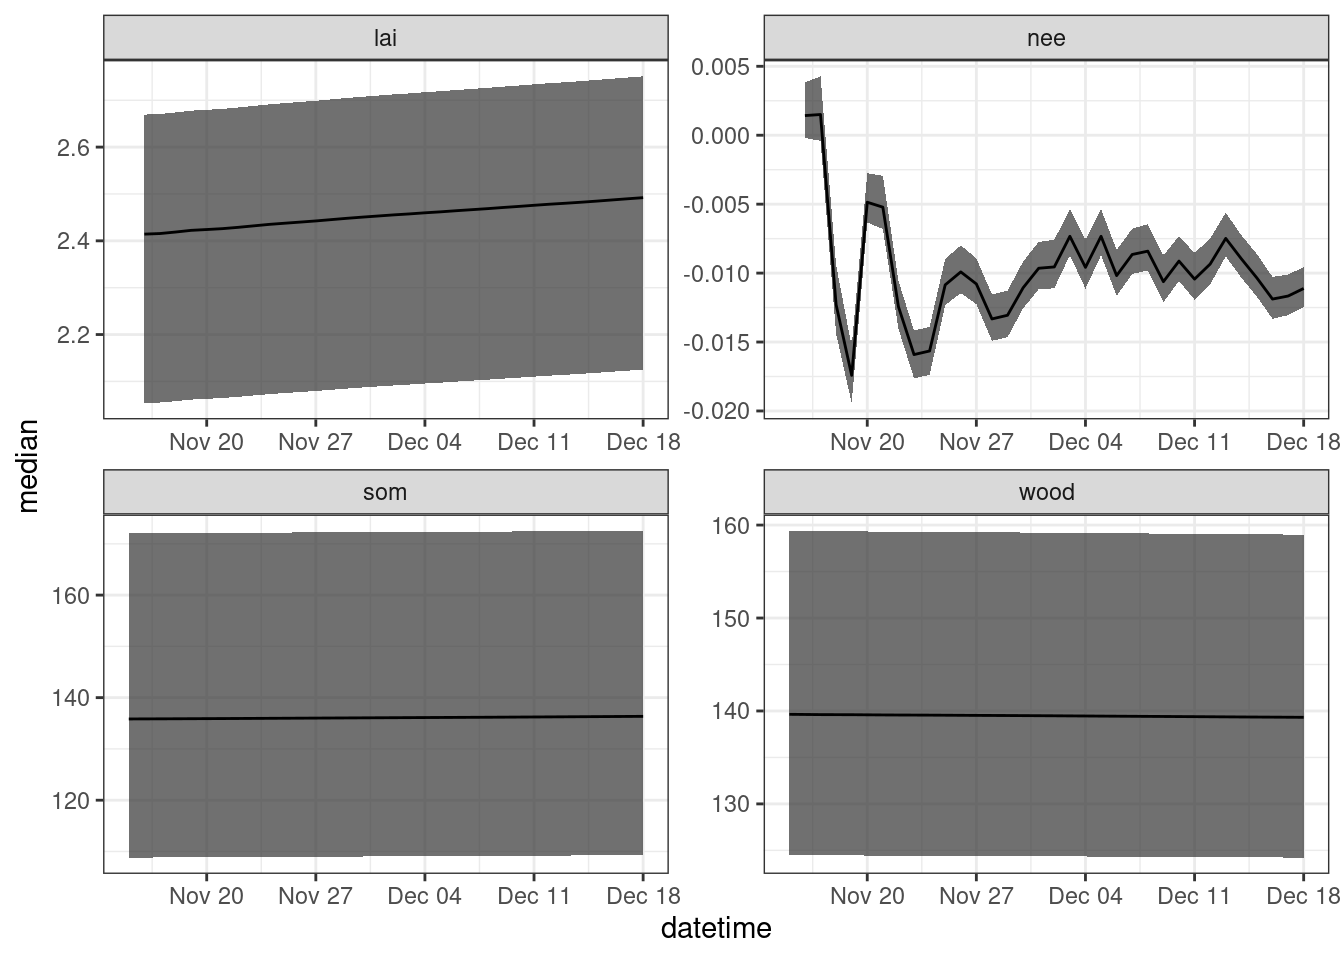 lai
nee
2.6
2.4
2.2
0.005
0.000
-0.005
-0.010
-0.015
-0.020
Nov 20 Nov 27 Dec 04 Dec 11 Dec 18
Nov 20 Nov 27 Dec 04 Dec 11 Dec 18
median
som
wood
160
140
120
160
150
140
130
Nov 20 Nov 27 Dec 04 Dec 11 Dec 18
Nov 20 Nov 27 Dec 04 Dec 11 Dec 18
datetime